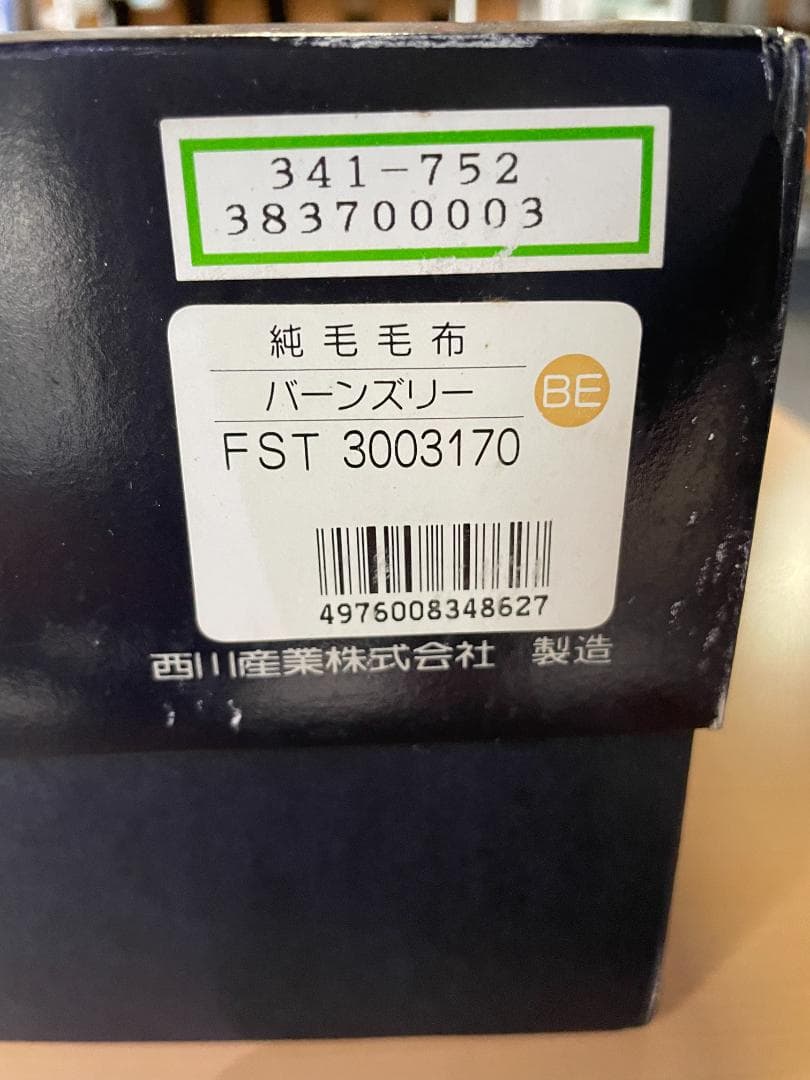 341-752
383700003
純毛毛布
バーンズリー
BE
FST 3003170
4976008348627
西川産業株式会社 製造